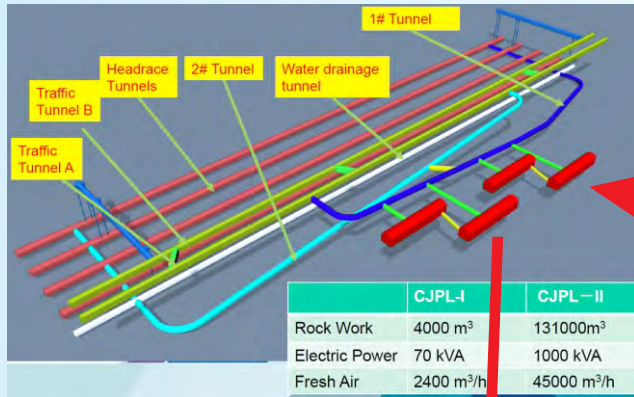 1# Tunnel
Headrace
Tunnels
2# Tunnel
Water drainage
tunnel
Traffic
Tunnel B
Traffic
Tunnel A
CJPL-I CJPL－II
Rock Work 4000 m³ 131000m³
Electric Power 70 kVA 1000 kVA
Fresh Air 2400 m³/h 45000 m³/h